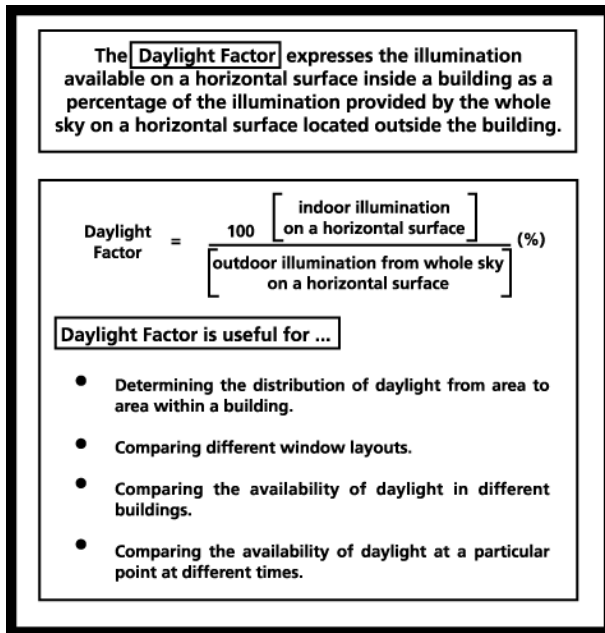 The Daylight Factor expresses the illumination
available on a horizontal surface inside a building as a
percentage of the illumination provided by the whole
sky on a horizontal surface located outside the building.
Daylight
Factor
=
100
indoor illumination
on a horizontal surface
outdoor illumination from whole sky
on a horizontal surface
(%)
Daylight Factor is useful for ...
• Determining the distribution of daylight from area to
area within a building.
• Comparing different window layouts.
• Comparing the availability of daylight in different
buildings.
• Comparing the availability of daylight at a particular
point at different times.